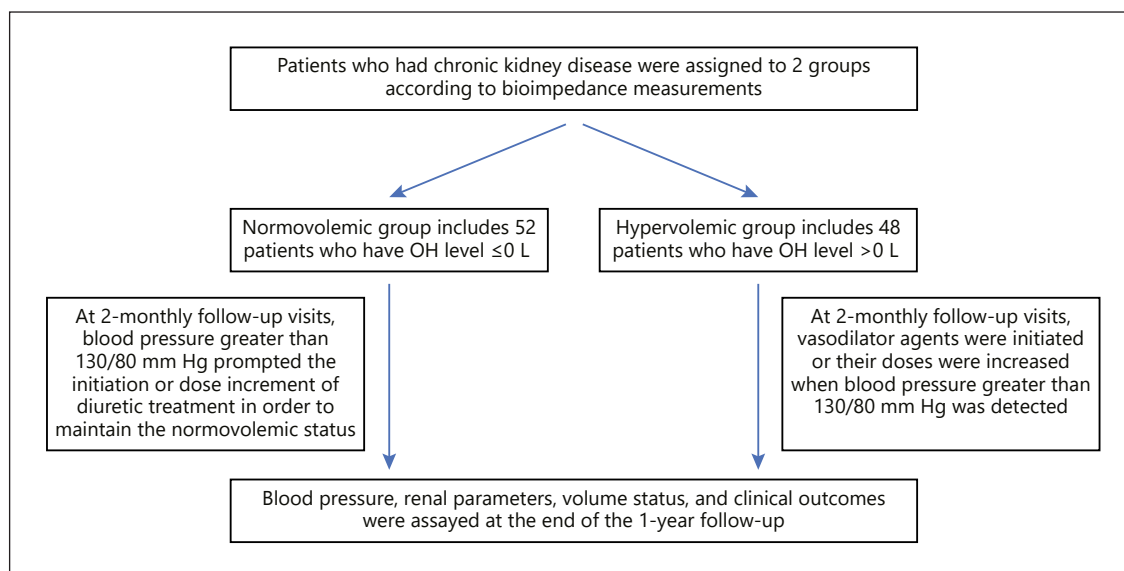 Patients who had chronic kidney disease were assigned to 2 groups
according to bioimpedance measurements
Normovolemic group includes 52
patients who have OH level ≤0 L
Hypervolemic group includes 48
patients who have OH level >0 L
At 2-monthly follow-up visits,
blood pressure greater than
130/80 mm Hg prompted the
initiation or dose increment of
diuretic treatment in order to
maintain the normovolemic status
At 2-monthly follow-up visits,
vasodilator agents were initiated
or their doses were increased
when blood pressure greater than
130/80 mm Hg was detected
Blood pressure, renal parameters, volume status, and clinical outcomes
were assayed at the end of the 1-year follow-up